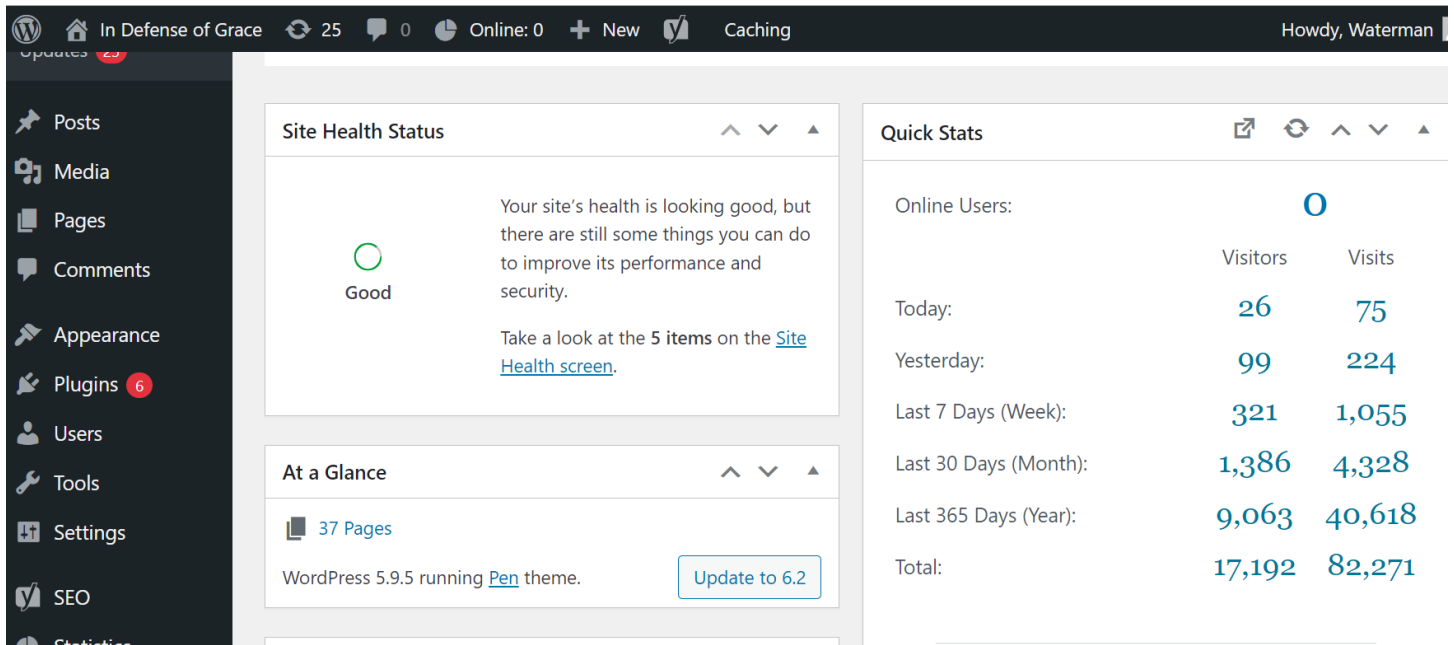 In Defense of Grace 25 0 Online: 0 New Caching Howdy, Waterman
Updates 25
Posts
Media
Pages
Comments
Appearance
Plugins 6
Users
Tools
Settings
SEO
Statistics
Site Health Status
Good
Your site's health is looking good, but
there are still some things you can do
to improve its performance and
security.
Take a look at the 5 items on the Site
Health screen.
At a Glance
37 Pages
WordPress 5.9.5 running Pen theme. Update to 6.2
Quick Stats
Online Users: 0
Visitors Visits
Today: 26 75
Yesterday: 99 224
Last 7 Days (Week): 321 1,055
Last 30 Days (Month): 1,386 4,328
Last 365 Days (Year): 9,063 40,618
Total: 17,192 82,271